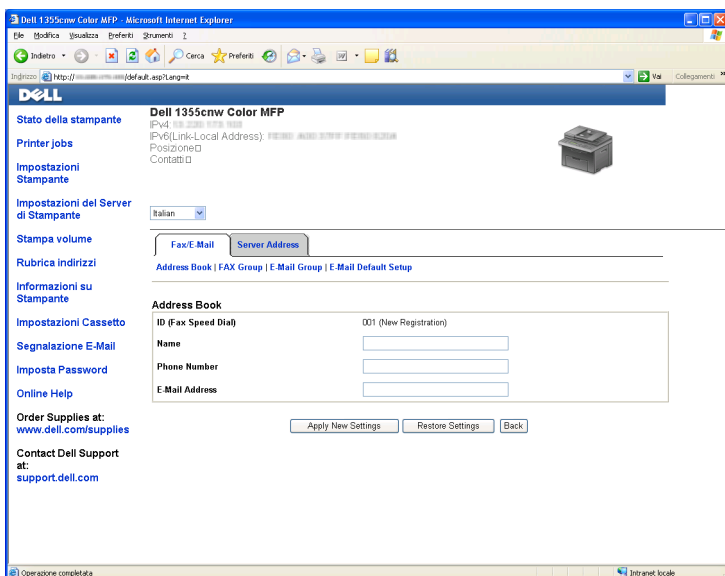 Dell 1355cnw Color MFP - Microsoft Internet Explorer
File Modifica Visualizza Preferiti Strumenti ?
Indietro Cerca Preferiti
Indirizzo http:// /default.asp?Lang=it Vai Collegamenti »
DELL
Dell 1355cnw Color MFP
IPv4:
IPv6(Link-Local Address):
Posizione
Contatti
Italian
Stato della stampante
Printer jobs
Impostazioni
Stampante
Impostazioni del Server
di Stampante
Stampa volume
Rubrica indirizzi
Informazioni su
Stampante
Impostazioni Cassetto
Segnalazione E-Mail
Imposta Password
Online Help
Order Supplies at:
www.dell.com/supplies
Contact Dell Support
at:
support.dell.com
Fax/E-Mail Server Address
Address Book | FAX Group | E-Mail Group | E-Mail Default Setup
Address Book
ID (Fax Speed Dial) 001 (New Registration)
Name
Phone Number
E-Mail Address
Apply New Settings Restore Settings Back
Operazione completata Intranet locale